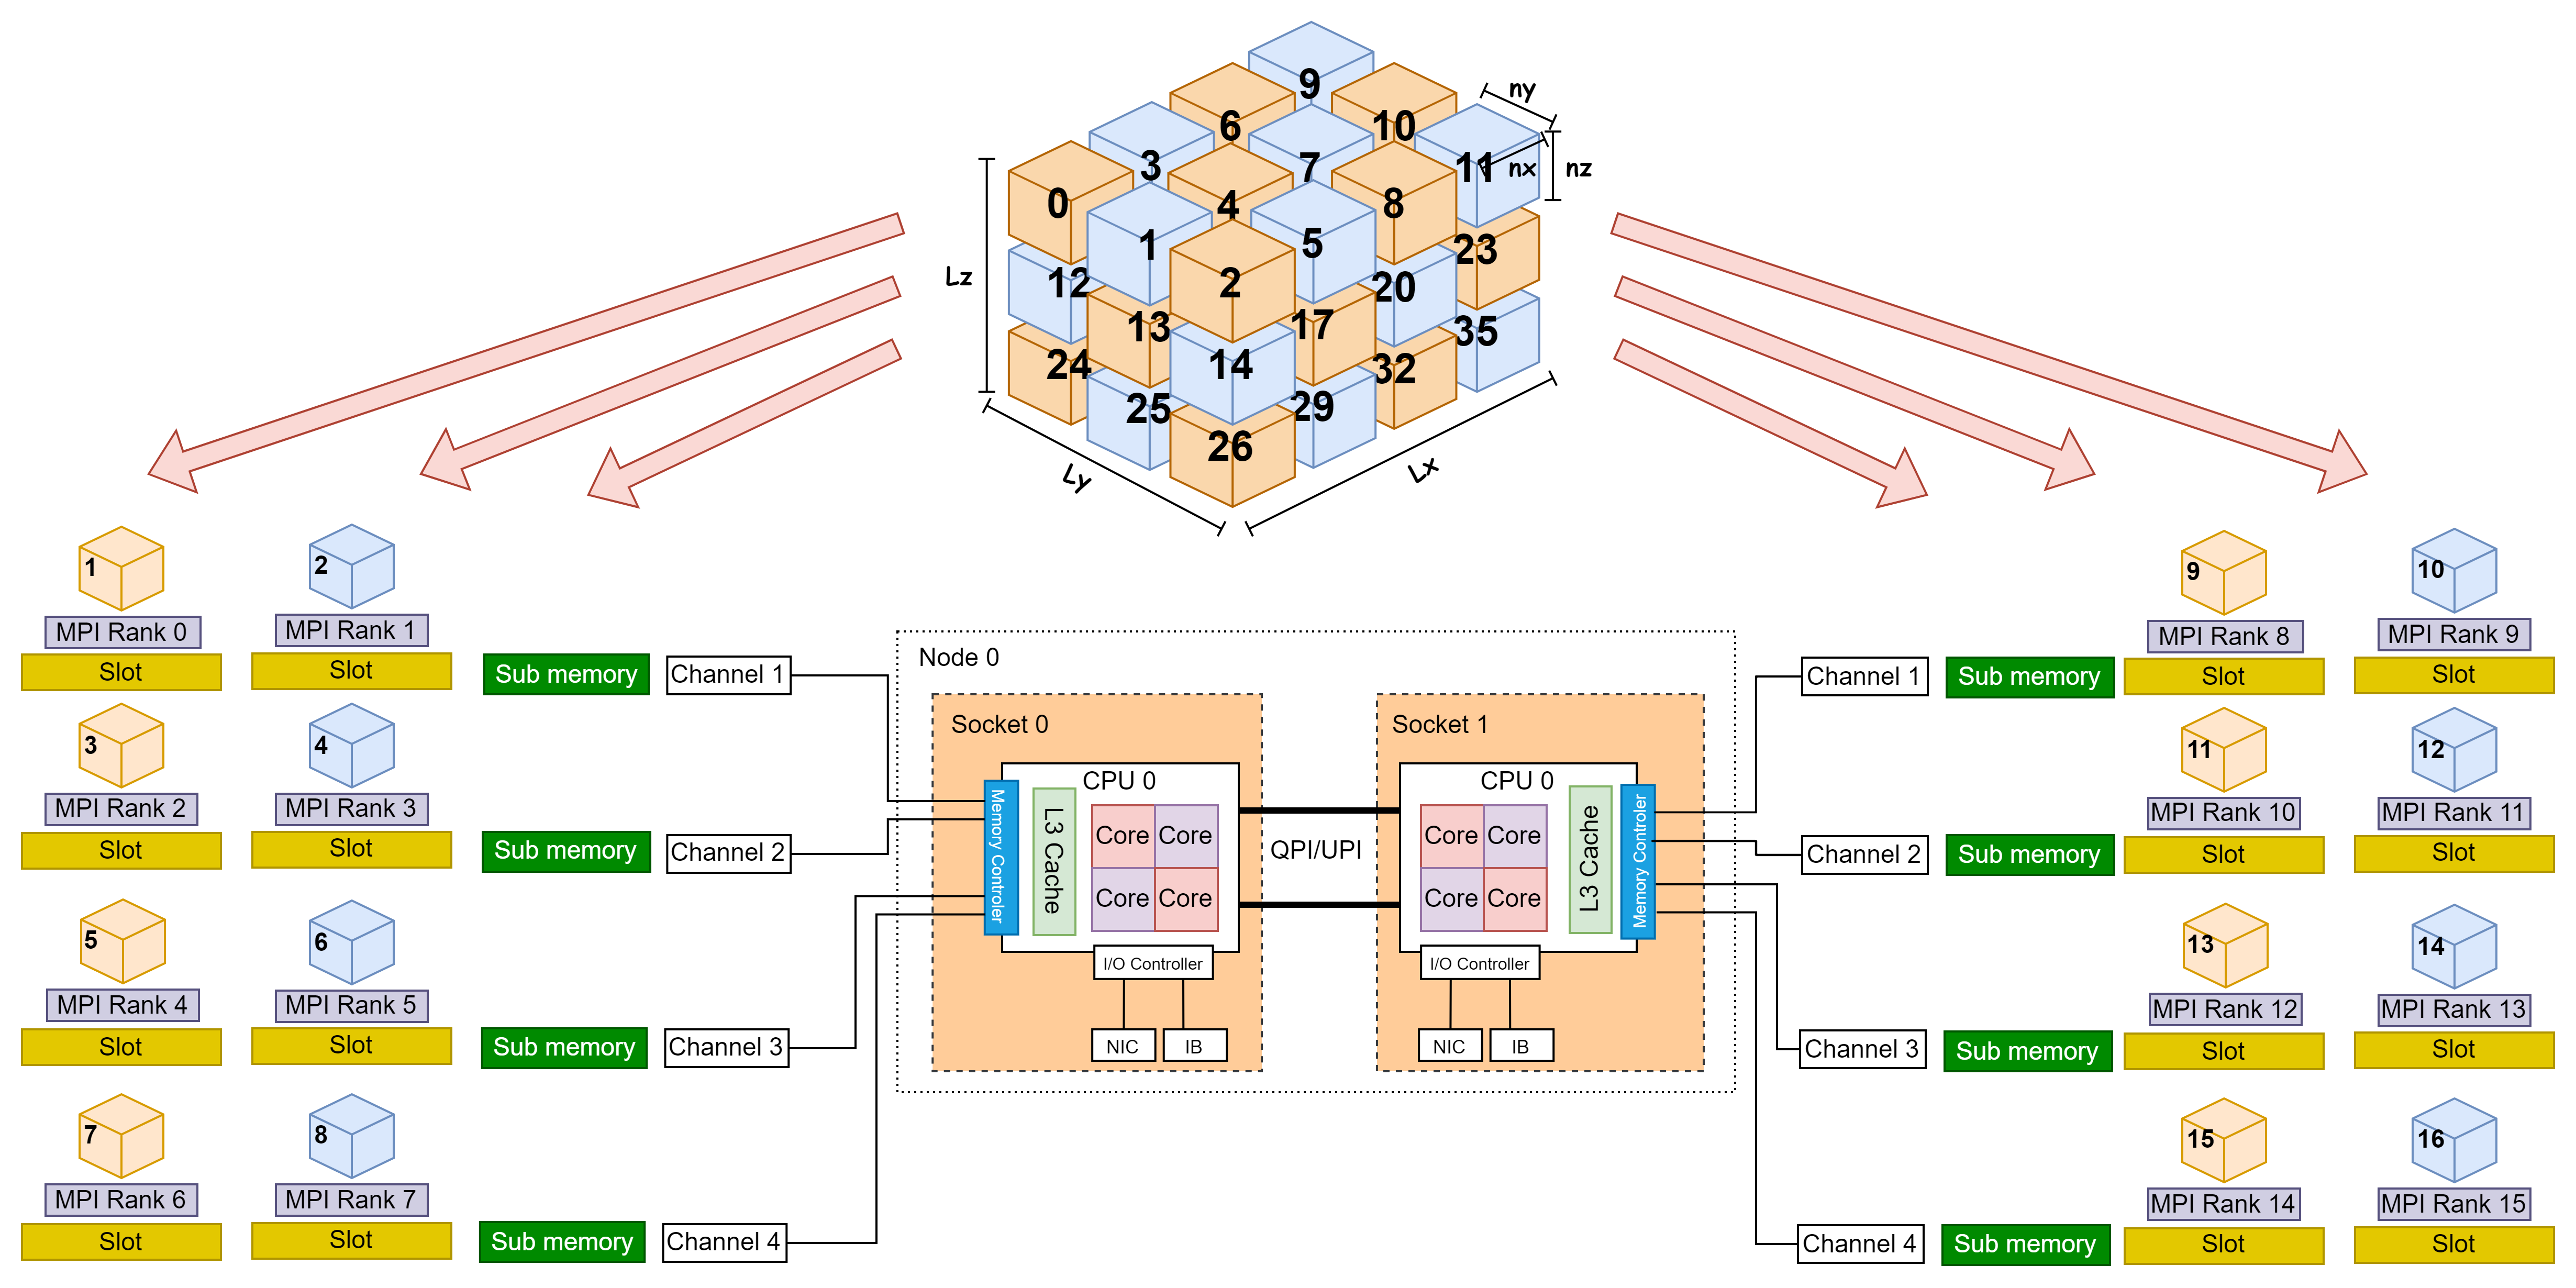 9
ny
6
10
3
7
11
nx
nz
0
4
8
1
5
23
Lz
12
2
20
13
17
35
24
14
32
25
29
26
Ly
Lx
1
2
9
10
MPI Rank 0
MPI Rank 1
MPI Rank 8
MPI Rank 9
Slot
Slot
Sub memory
Channel 1
Node 0
Channel 1
Sub memory
Slot
Slot
Socket 0
Socket 1
3
4
11
12
CPU 0
CPU 0
MPI Rank 2
MPI Rank 3
MPI Rank 10
MPI Rank 11
Slot
Slot
Sub memory
Channel 2
Memory Controler
L3 Cache
Core
Core
Core
Core
QPI/UPI
Core
Core
Core
Core
L3 Cache
Memory Controler
Channel 2
Sub memory
Slot
Slot
5
6
13
14
I/O Controller
I/O Controller
MPI Rank 4
MPI Rank 5
MPI Rank 12
MPI Rank 13
Slot
Slot
Sub memory
Channel 3
NIC
IB
NIC
IB
Channel 3
Sub memory
Slot
Slot
7
8
15
16
MPI Rank 6
MPI Rank 7
MPI Rank 14
MPI Rank 15
Slot
Slot
Sub memory
Channel 4
Channel 4
Sub memory
Slot
Slot